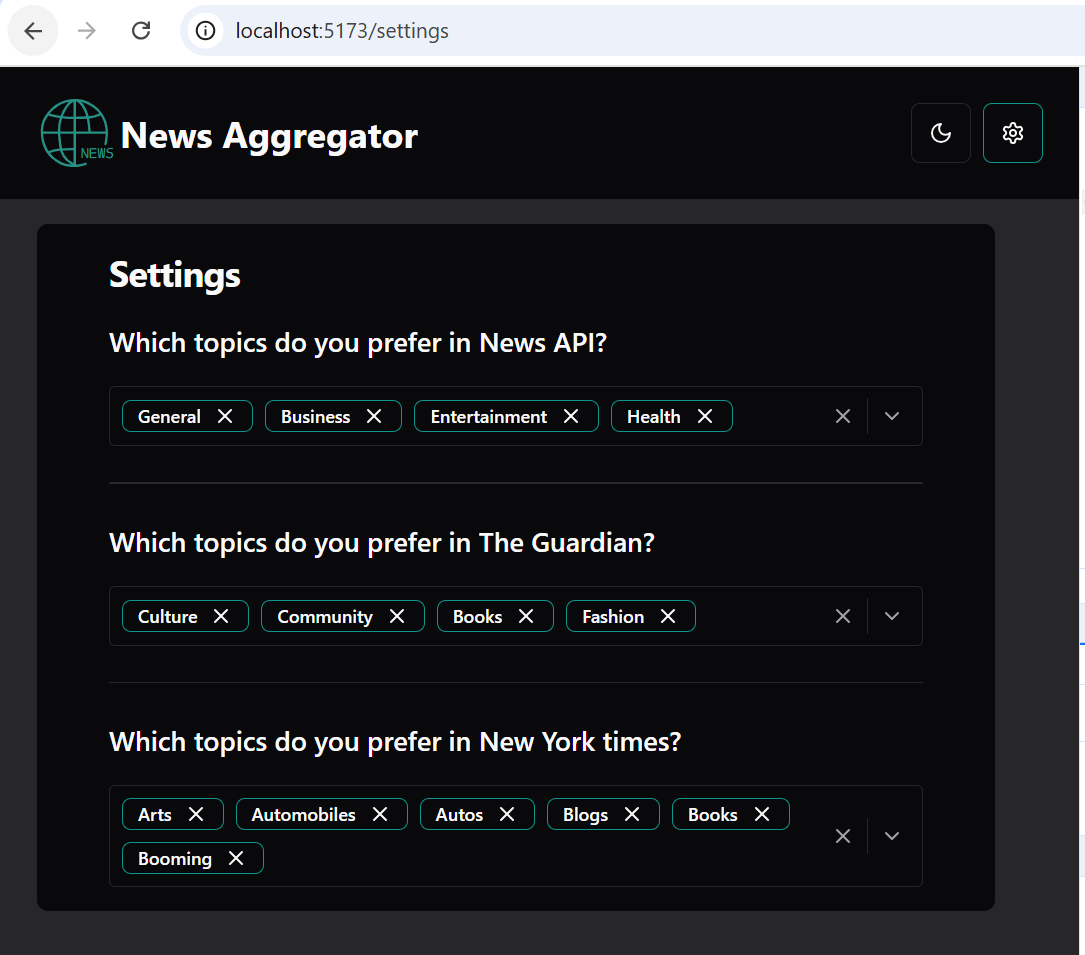 localhost:5173/settings
NEWS
News Aggregator
Settings
Which topics do you prefer in News API?
General Business Entertainment Health
Which topics do you prefer in The Guardian?
Culture Community Books Fashion
Which topics do you prefer in New York times?
Arts Automobiles Autos Blogs Books
Booming